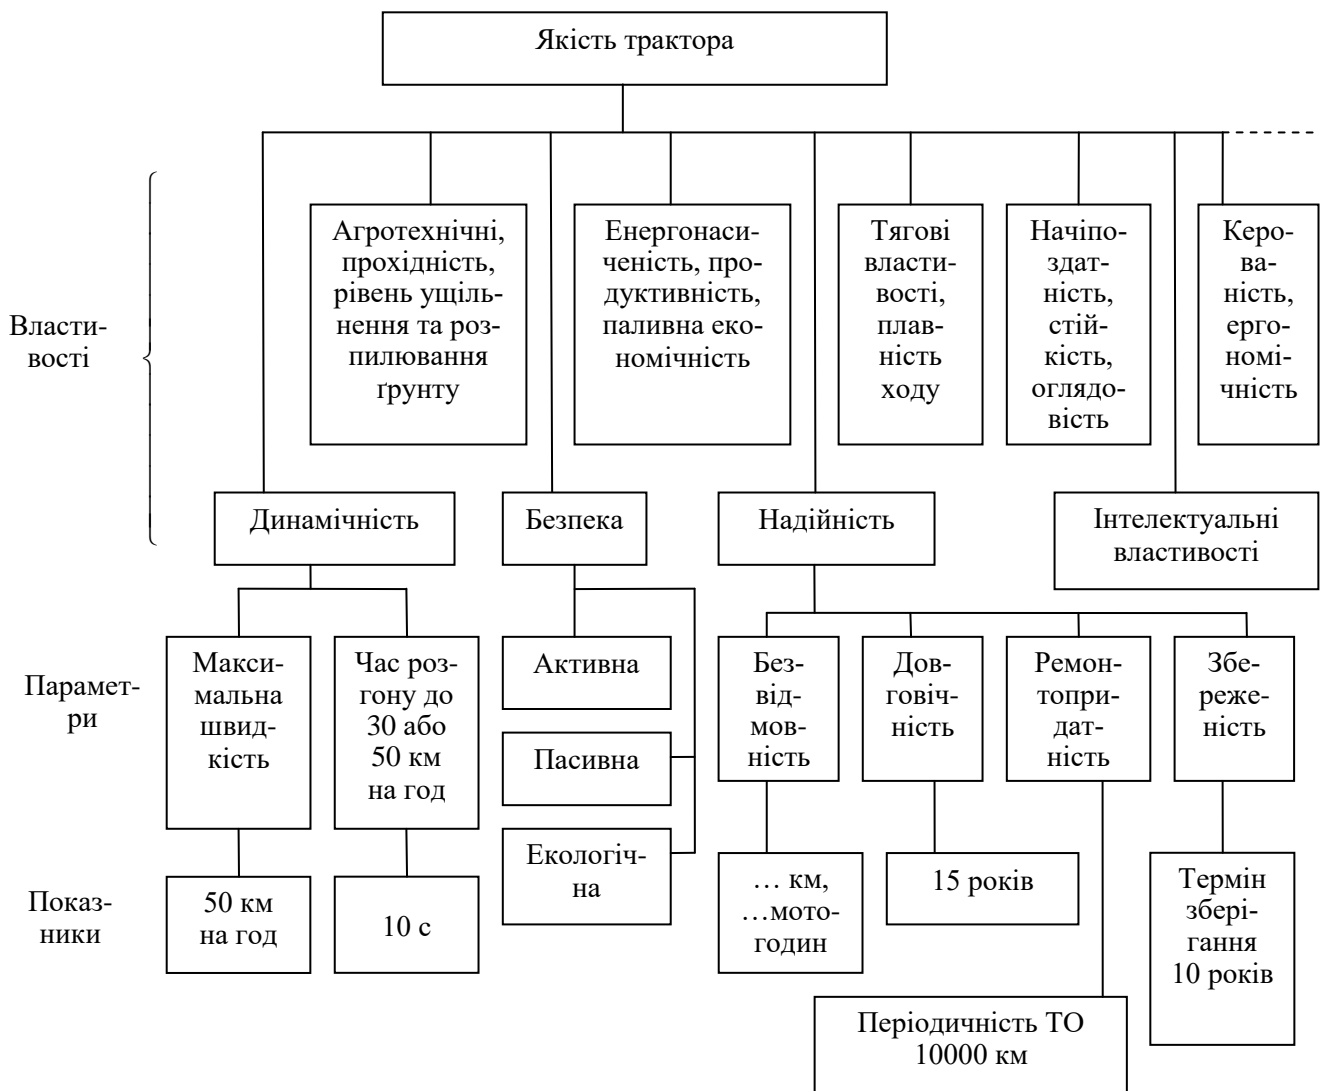 Якість трактора
Власти-
вості
Агротехнічні,
прохідність,
рівень ущіль-
нення та роз-
пилювання
ґрунту
Енергонаси-
ченість, про-
дуктивність,
паливна еко-
номічність
Тягові
власти-
вості,
плав-
ність
ходу
Начіпо-
здат-
ність,
стій-
кість,
оглядо-
вість
Керо-
ва-
ність,
ерго-
номі-
чність
Динамічність
Безпека
Надійність
Інтелектуальні
властивості
Парамет-
ри
Макси-
мальна
швид-
кість
Час роз-
гону до
30 або
50 км
на год
Активна
Пасивна
Екологіч-
на
Без-
від-
мов-
ність
Дов-
говіч-
ність
Ремон-
топри-
дат-
ність
Збе-
реже-
ність
Показ-
ники
50 км
на год
10 с
… км,
…мото-
годин
15 років
Періодичність ТО
10000 км
Термін
збері-
гання
10 років